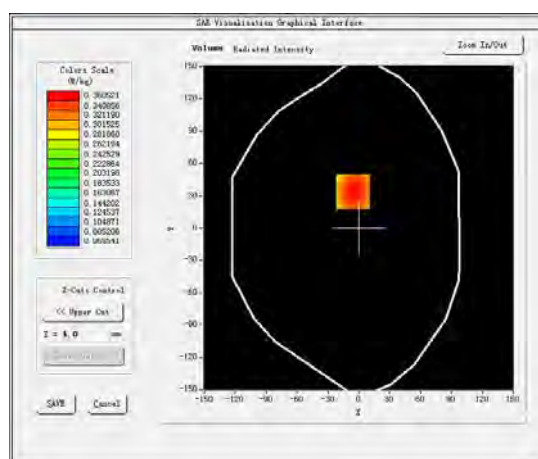 SAR Visualisation Graphical Interface
Volume Radiated Intensity
Zoom In/Out
Colors Scale
(W/kg)
0.360521
0.340856
0.321190
0.301525
0.281860
0.262194
0.242529
0.222864
0.203198
0.183533
0.163867
0.144202
0.124537
0.104871
0.085206
0.065541
Z-Cuts Control
<< Upper Cut
Z = 4.0 mm
SAVE
Cancel
150
120
90
60
30
0
-30
-60
-90
-120
-150
Y
-150 -120 -90 -60 -30 0 30 60 90 120 150
X